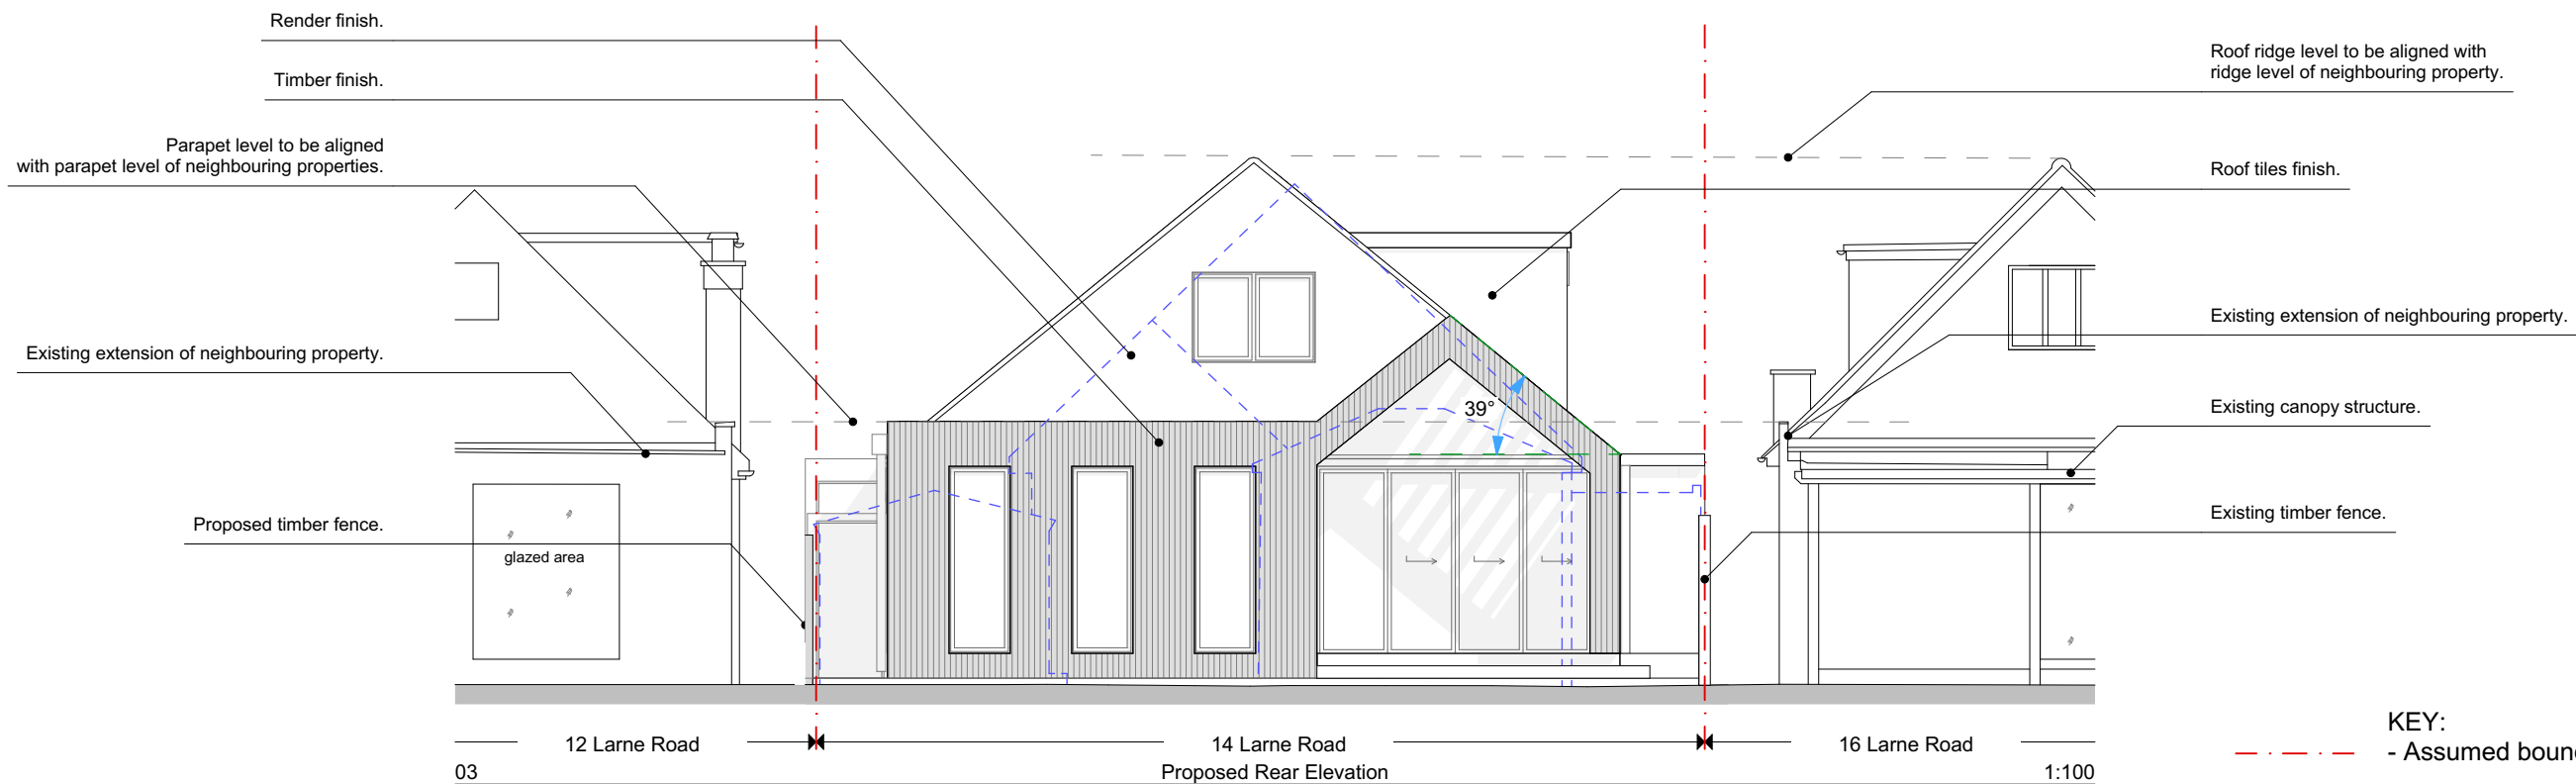 Render finish.
Timber finish.
Parapet level to be aligned
with parapet level of neighbouring properties.
Existing extension of neighbouring property.
Proposed timber fence.
glazed area
39°
Roof ridge level to be aligned with
ridge level of neighbouring property.
Roof tiles finish.
Existing extension of neighbouring property.
Existing canopy structure.
Existing timber fence.
12 Larne Road
14 Larne Road
16 Larne Road
03
Proposed Rear Elevation
1:100
KEY:
- Assumed